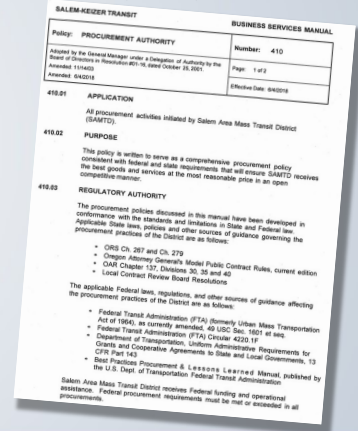 SALEM-KEIZER TRANSIT
BUSINESS SERVICES MANUAL
Policy: PROCUREMENT AUTHORITY
Number: 410
Adopted by the General Manager under a Delegation of Authority by the
Board of Directors in Resolution #01-16, dated October 25, 2001.
Amended: 11/14/03
Amended: 6/4/2018
Page: 1 of 2
Effective Date: 6/4/2018
410.01 APPLICATION
All procurement activities initiated by Salem Area Mass Transit District
(SAMTD).
410.02 PURPOSE
This policy is written to serve as a comprehensive procurement policy
consistent with federal and state requirements that will ensure SAMTD receives
the best goods and services at the most reasonable price in an open
competitive manner.
410.03 REGULATORY AUTHORITY
The procurement policies discussed in this manual have been developed in
conformance with the standards and limitations in State and Federal law.
Applicable State laws, policies and other sources of guidance governing the
procurement practices of the District are as follows:
• ORS Ch. 267 and Ch. 279
• Oregon Attorney General's Model Public Contract Rules, current edition
• OAR Chapter 137, Divisions 30, 35 and 40
• Local Contract Review Board Resolutions
The applicable Federal laws, regulations, and other sources of guidance affecting
the procurement practices of the District are as follows:
• Federal Transit Administration (FTA) (formerly Urban Mass Transportation
Act of 1964), as currently amended, 49 USC Sec. 1601 et seq.
• Federal Transit Administration (FTA) Circular 4220.1F
• Department of Transportation, Uniform Administrative Requirements for
Grants and Cooperative Agreements to State and Local Governments, 13
CFR Part 143
• Best Practices Procurement & Lessons Learned Manual, published by
the U.S. Dept. of Transportation Federal Transit Administration
Salem Area Mass Transit District receives Federal funding and operational
assistance. Federal procurement requirements must be met or exceeded in all
procurements.